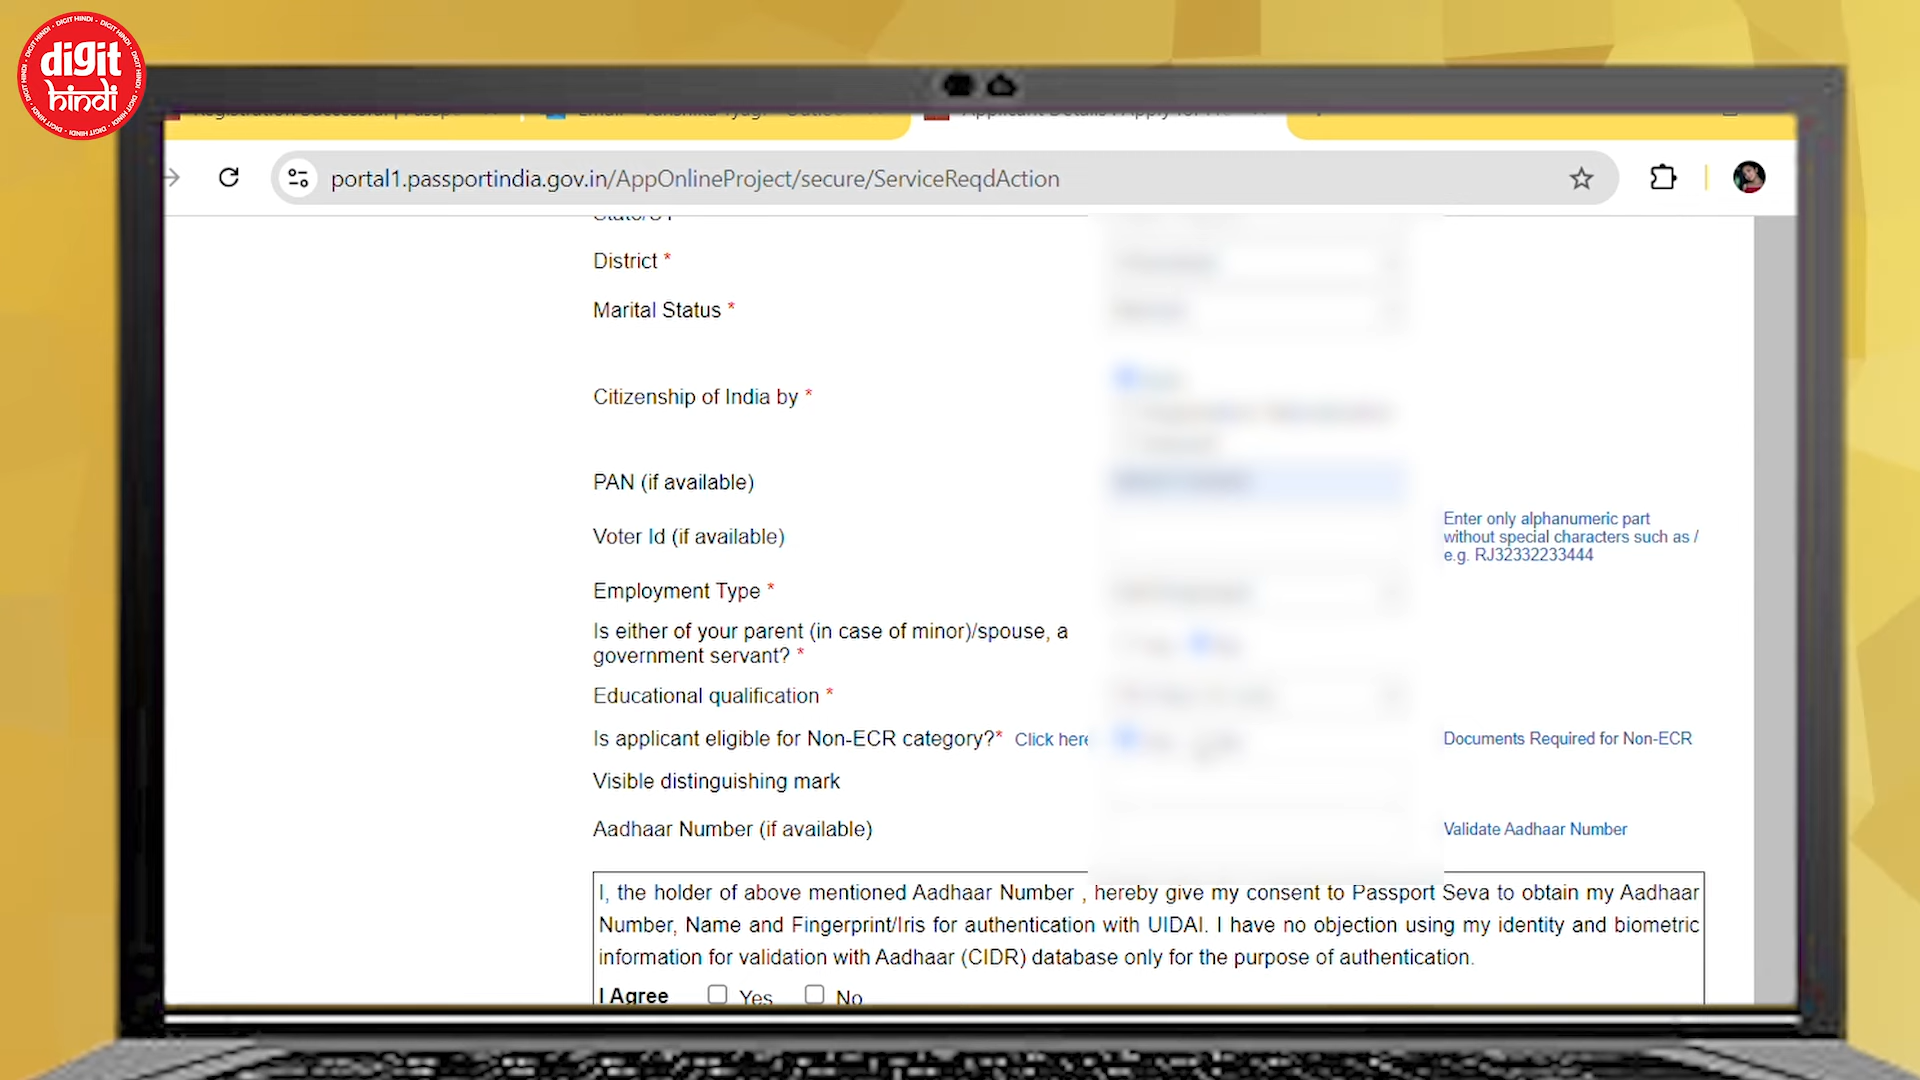 digit
hindi
portal1.passportindia.gov.in/AppOnlineProject/secure/ServiceReqdAction
District *
Marital Status *
Citizenship of India by *
PAN (if available)
Voter Id (if available)
Enter only alphanumeric part
without special characters such as /
e.g. RJ32332233444
Employment Type *
Is either of your parent (in case of minor)/spouse, a
government servant? *
Educational qualification *
Is applicant eligible for Non-ECR category?* Click here
Documents Required for Non-ECR
Visible distinguishing mark
Aadhaar Number (if available)
Validate Aadhaar Number
I, the holder of above mentioned Aadhaar Number , hereby give my consent to Passport Seva to obtain my Aadhaar
Number, Name and Fingerprint/Iris for authentication with UIDAI. I have no objection using my identity and biometric
information for validation with Aadhaar (CIDR) database only for the purpose of authentication.
I Agree Yes No